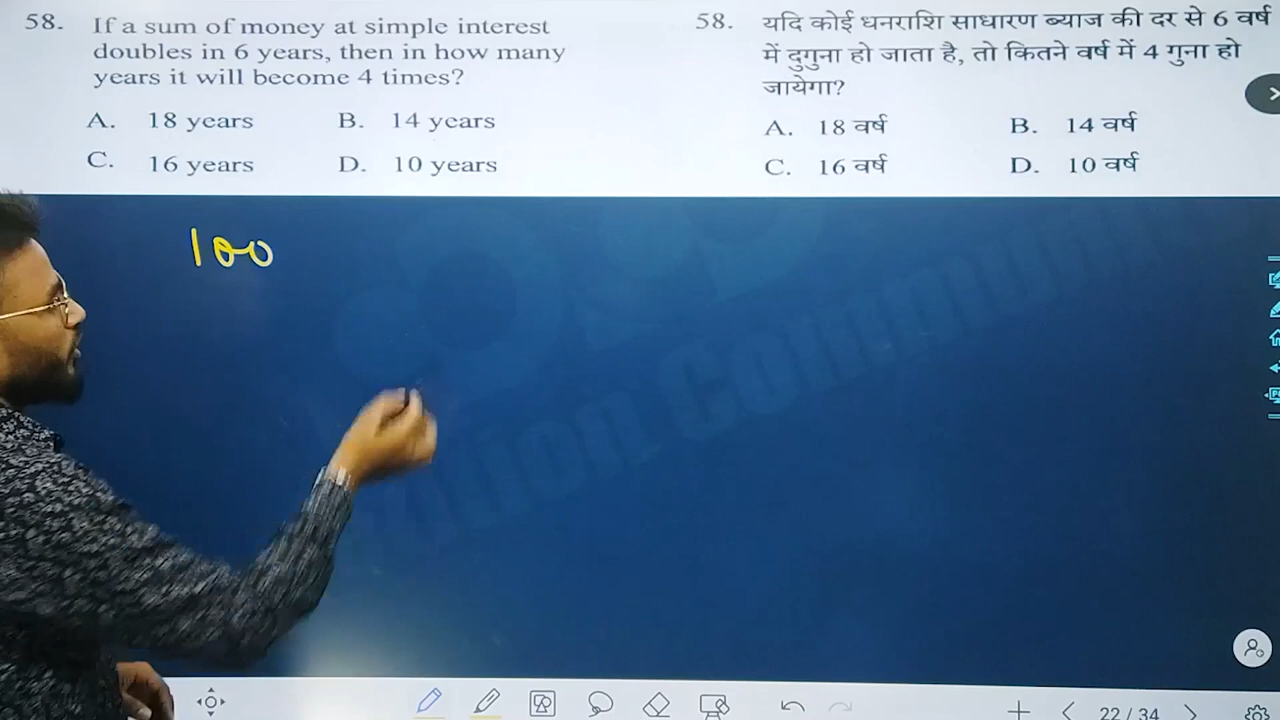 58. If a sum of money at simple interest
doubles in 6 years, then in how many
years it will become 4 times?
A. 18 years B. 14 years
C. 16 years D. 10 years
58. यदि कोई धनराशि साधारण ब्याज की दर से 6 वर्ष
में दुगुना हो जाता है, तो कितने वर्ष में 4 गुना हो
जायेगा?
A. 18 वर्ष B. 14 वर्ष
C. 16 वर्ष D. 10 वर्ष
100
22 / 34